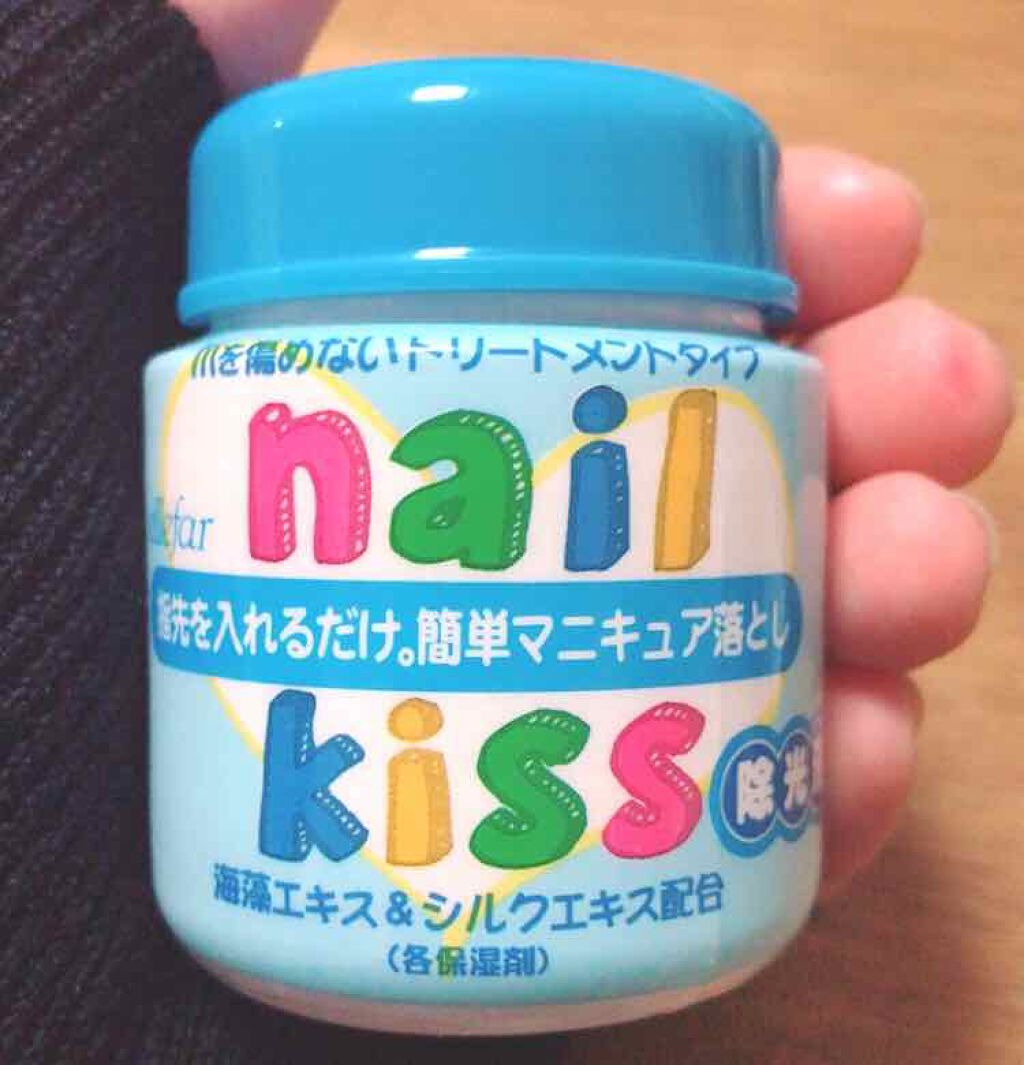 爪を傷めないトリートメントタイプ
nail
指先を入れるだけ。簡単マニキュア落とし
kiss
除光
海藻エキス&シルクエキス配合
(各保湿剤)